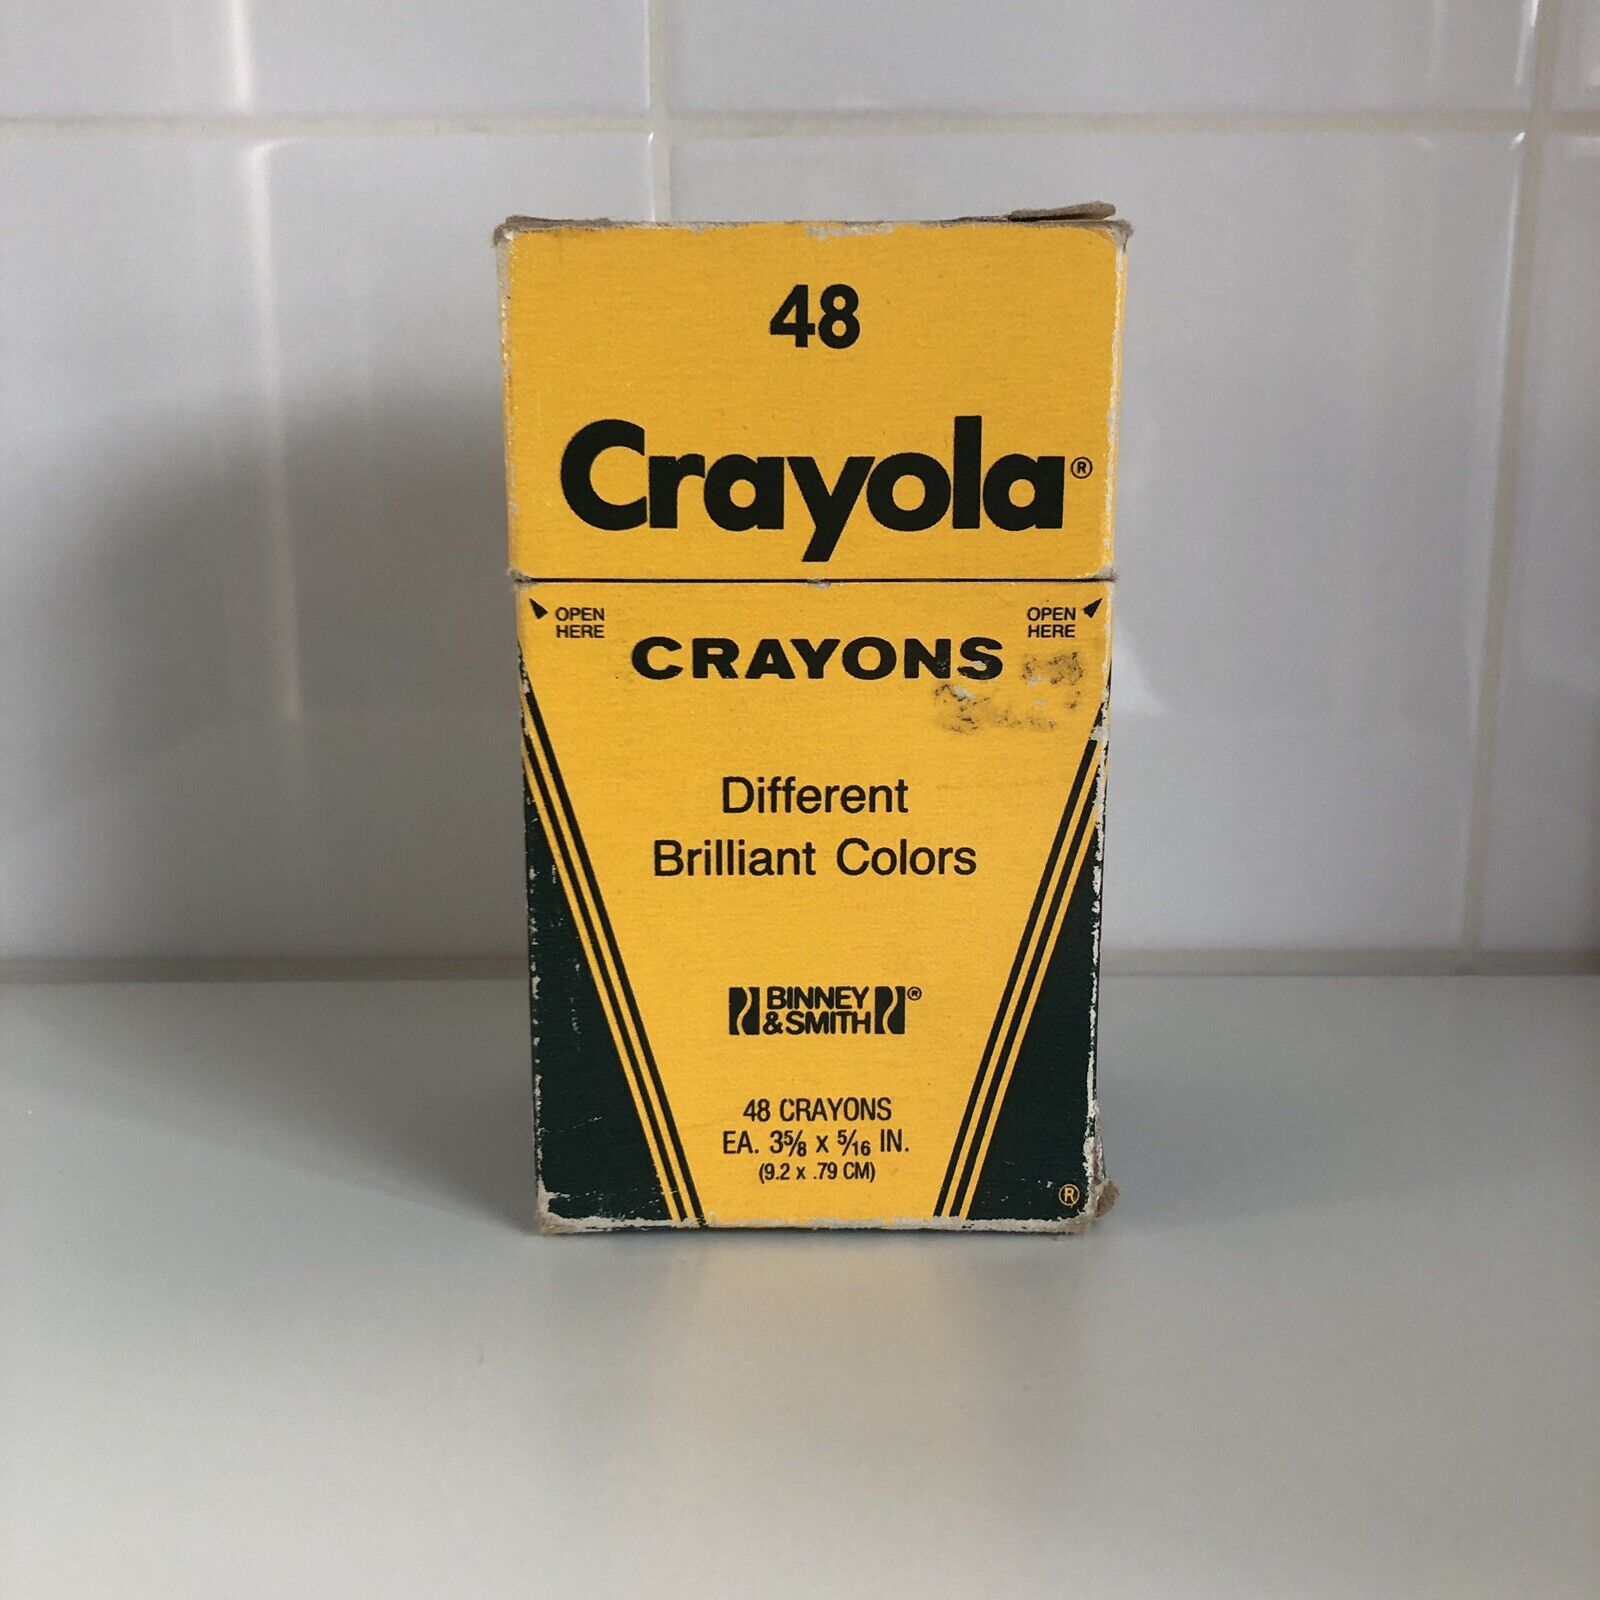 48
Crayola®
OPEN HERE
OPEN HERE
CRAYONS
Different
Brilliant Colors
BINNEY
& SMITH®
48 CRAYONS
EA. 3⅝ x 5/16 IN.
(9.2 x .79 CM)
®